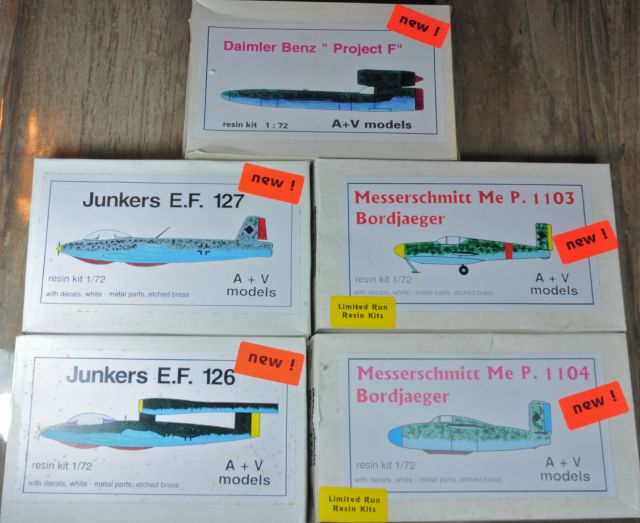 new !
Daimler Benz " Project F"
resin kit 1 : 72
A+V models
new !
Junkers E.F. 127
resin kit 1/72
with decals, white - metal parts, etched brass
A + V
models
Messerschmitt Me P. 1103
Bordjaeger
new !
resin kit 1/72
with decals, white - metal parts, etched brass
A + V
models
Limited Run
Resin Kits
new !
Junkers E.F. 126
resin kit 1/72
with decals, white - metal parts, etched brass
A + V
models
Messerschmitt Me P. 1104
Bordjaeger
new !
resin kit 1/72
with decals, white - metal parts, etched brass
A + V
models
Limited Run
Resin Kits